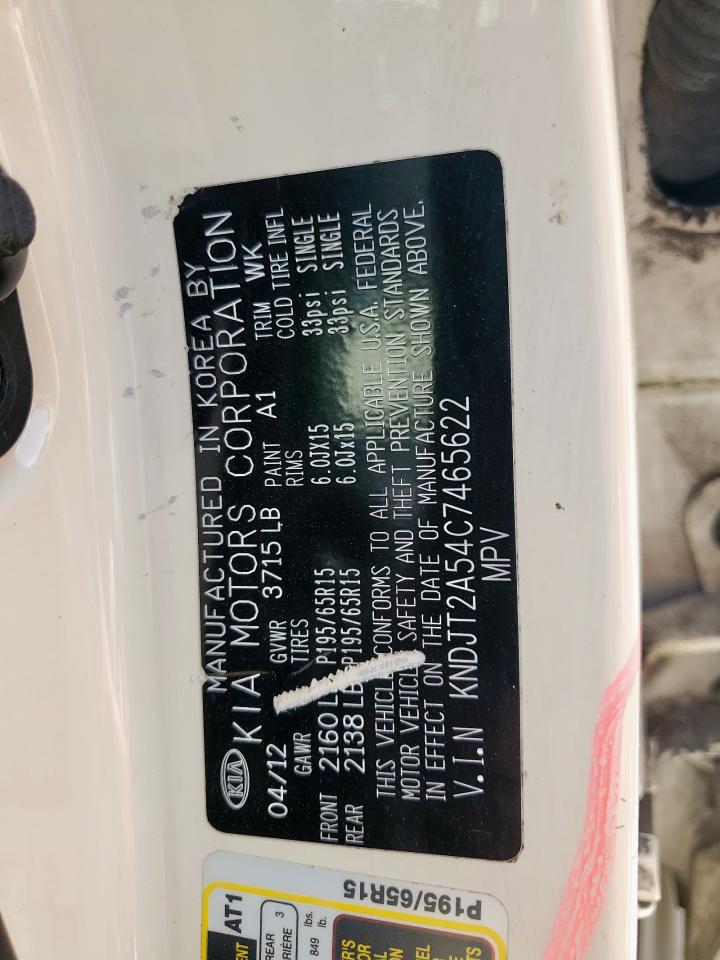 MANUFACTURED IN KOREA BY
KIA KIA MOTORS CORPORATION
04/12 GVWR 3715 LB PAINT A1 TRIM WK
GAWR TIRES RIMS COLD TIRE INFL
FRONT 2160 P195/65R15 6.0JX15 33psi SINGLE
REAR 2138 LB P195/65R15 6.0Jx15 33psi SINGLE
THIS VEHICLE CONFORMS TO ALL APPLICABLE U.S.A. FEDERAL
MOTOR VEHICLE SAFETY AND THEFT PREVENTION STANDARDS
IN EFFECT ON THE DATE OF MANUFACTURE SHOWN ABOVE.
V.I.N KNDJT2A54C7465622
MPV
AT1
REAR 3
849 lbs.
lb.
P195/65R15